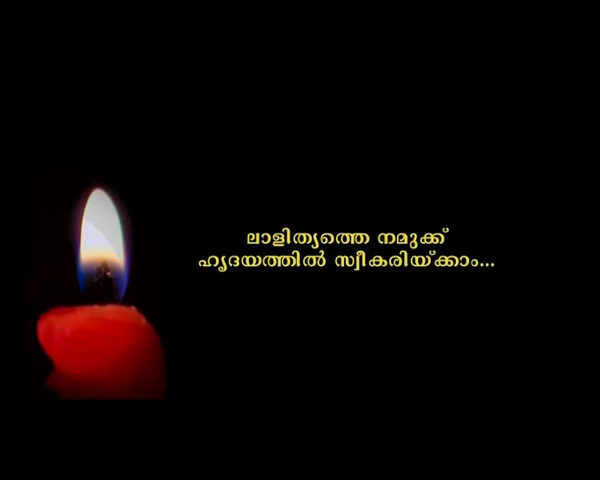 ലാളിത്യത്തെ നമുക്ക്
ഹൃദയത്തിൽ സ്വീകരിയ്ക്കാം...